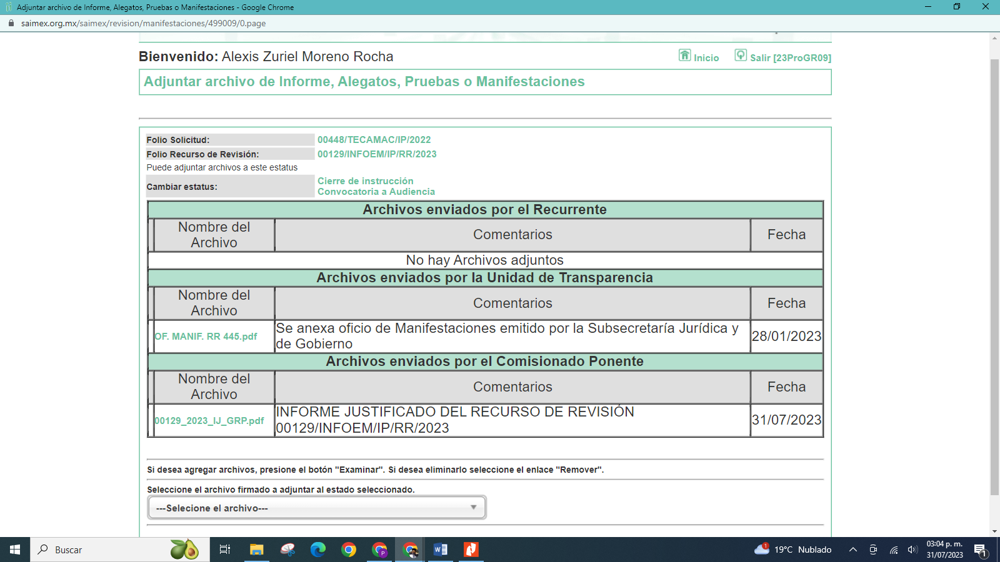 Adjuntar archivo de Informe, Alegatos, Pruebas o Manifestaciones - Google Chrome
saimex.org.mx/saimex/revision/manifestaciones/499009/0.page
Bienvenido: Alexis Zuriel Moreno Rocha
Inicio
Salir [23ProGR09]
Adjuntar archivo de Informe, Alegatos, Pruebas o Manifestaciones
Folio Solicitud: 00448/TECAMAC/IP/2022
Folio Recurso de Revisión: 00129/INFOEM/IP/RR/2023
Puede adjuntar archivos a este estatus
Cambiar estatus:
Cierre de instrucción
Convocatoria a Audiencia
Archivos enviados por el Recurrente
Nombre del
Archivo
Comentarios
Fecha
No hay Archivos adjuntos
Archivos enviados por la Unidad de Transparencia
Nombre del
Archivo
Comentarios
Fecha
OF. MANIF. RR 445.pdf
Se anexa oficio de Manifestaciones emitido por la Subsecretaría Jurídica y
de Gobierno
28/01/2023
Archivos enviados por el Comisionado Ponente
Nombre del
Archivo
Comentarios
Fecha
00129_2023_IJ_GRP.pdf
INFORME JUSTIFICADO DEL RECURSO DE REVISIÓN
00129/INFOEM/IP/RR/2023
31/07/2023
Si desea agregar archivos, presione el botón "Examinar". Si desea eliminarlo seleccione el enlace "Remover".
Seleccione el archivo firmado a adjuntar al estado seleccionado.
---Selecione el archivo---
Buscar
P
1
19°C Nublado
03:04 p. m.
31/07/2023
1